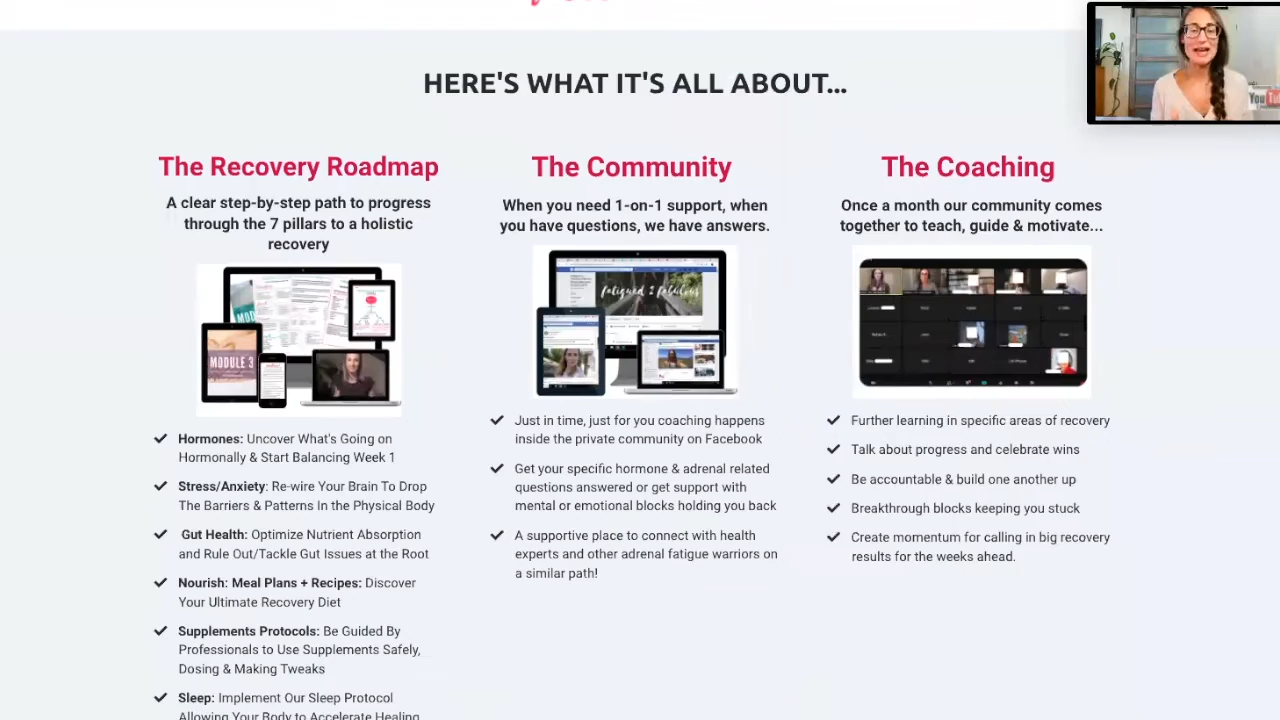 HERE'S WHAT IT'S ALL ABOUT...
The Recovery Roadmap
A clear step-by-step path to progress
through the 7 pillars to a holistic
recovery
MODULE 3
Hormones: Uncover What's Going on
Hormonally & Start Balancing Week 1
Stress/Anxiety: Re-wire Your Brain To Drop
The Barriers & Patterns In the Physical Body
Gut Health: Optimize Nutrient Absorption
and Rule Out/Tackle Gut Issues at the Root
Nourish: Meal Plans + Recipes: Discover
Your Ultimate Recovery Diet
Supplements Protocols: Be Guided By
Professionals to Use Supplements Safely,
Dosing & Making Tweaks
Sleep: Implement Our Sleep Protocol
Allowing Your Body to Accelerate Healing
The Community
When you need 1-on-1 support, when
you have questions, we have answers.
fatigued 2 fabulous
Just in time, just for you coaching happens
inside the private community on Facebook
Get your specific hormone & adrenal related
questions answered or get support with
mental or emotional blocks holding you back
A supportive place to connect with health
experts and other adrenal fatigue warriors on
a similar path!
The Coaching
Once a month our community comes
together to teach, guide & motivate...
Further learning in specific areas of recovery
Talk about progress and celebrate wins
Be accountable & build one another up
Breakthrough blocks keeping you stuck
Create momentum for calling in big recovery
results for the weeks ahead.